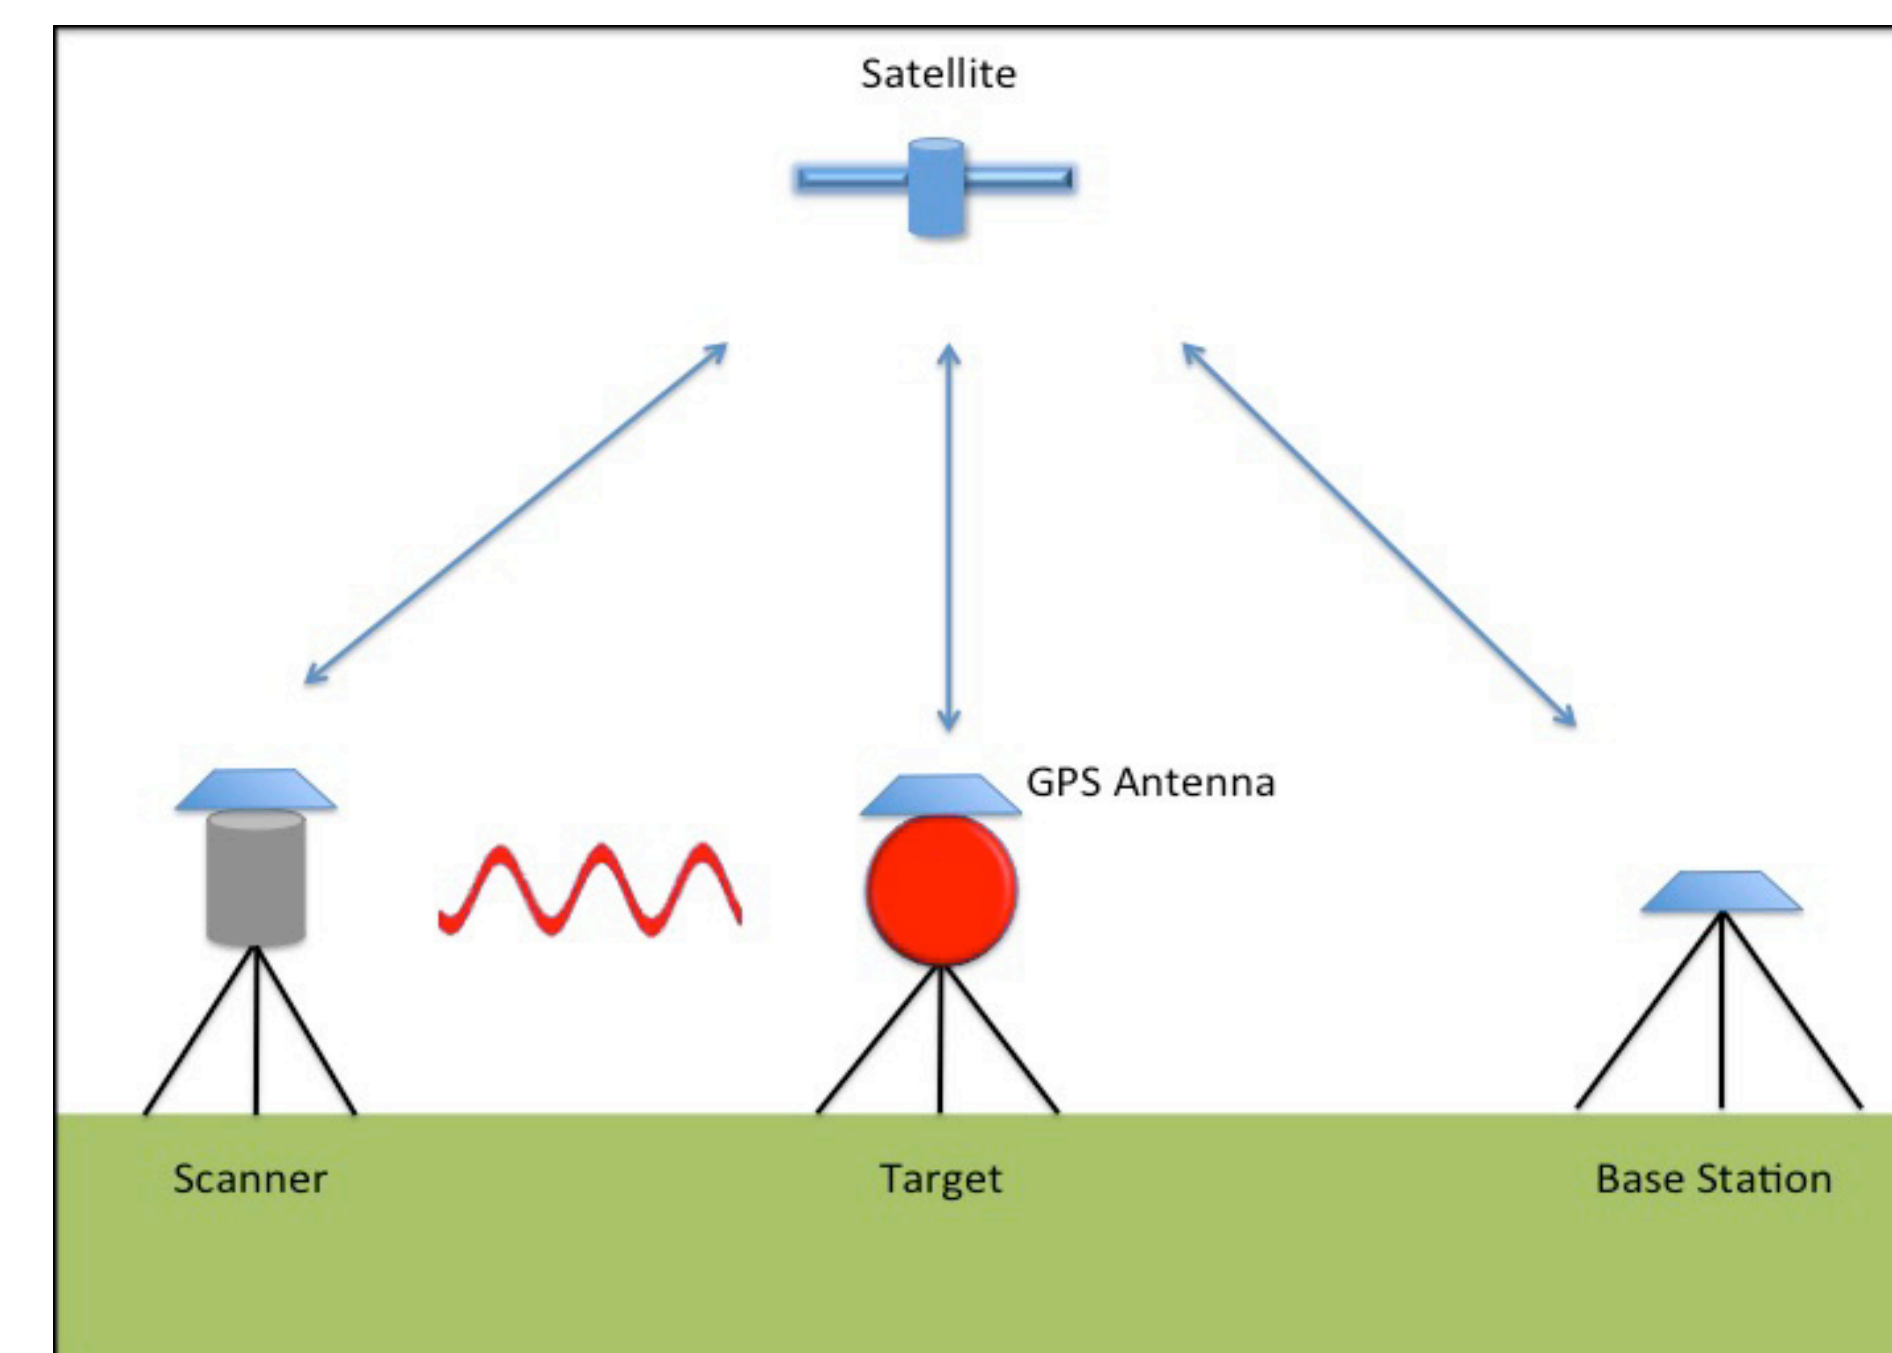 Satellite
GPS Antenna
Scanner
Target
Base Station